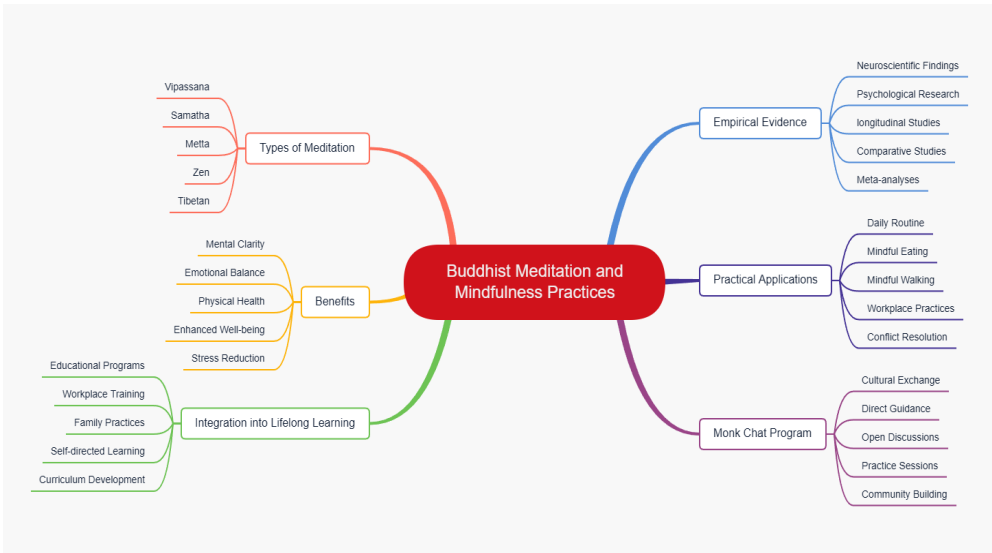 Buddhist Meditation and
Mindfulness Practices
Types of Meditation
Vipassana
Samatha
Metta
Zen
Tibetan
Benefits
Mental Clarity
Emotional Balance
Physical Health
Enhanced Well-being
Stress Reduction
Integration into Lifelong Learning
Educational Programs
Workplace Training
Family Practices
Self-directed Learning
Curriculum Development
Empirical Evidence
Neuroscientific Findings
Psychological Research
longitudinal Studies
Comparative Studies
Meta-analyses
Practical Applications
Daily Routine
Mindful Eating
Mindful Walking
Workplace Practices
Conflict Resolution
Monk Chat Program
Cultural Exchange
Direct Guidance
Open Discussions
Practice Sessions
Community Building